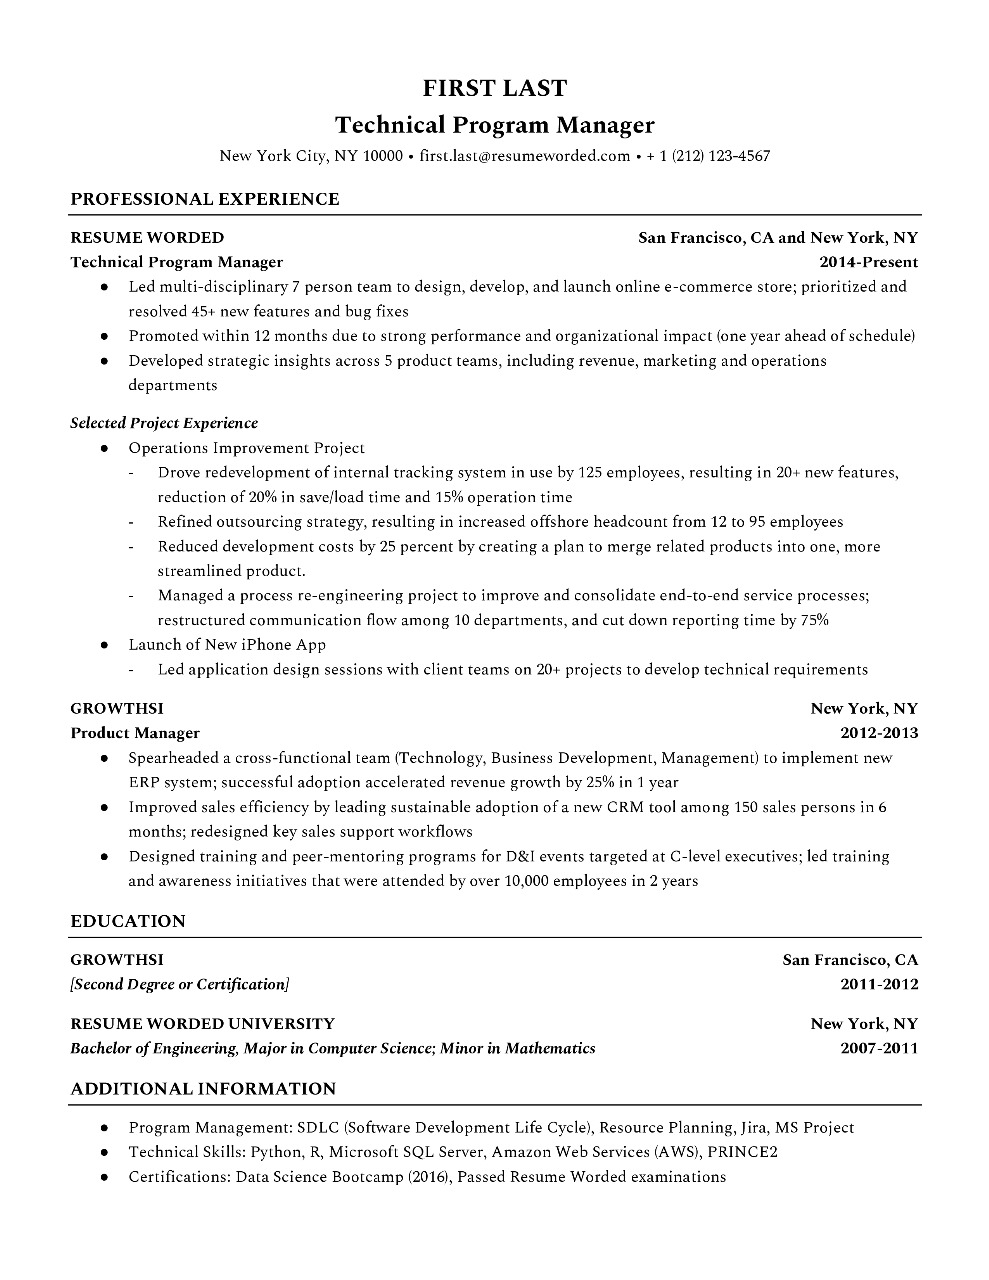 FIRST LAST
Technical Program Manager
New York City, NY 10000 • first.last@resumeworded.com • + 1 (212) 123-4567
PROFESSIONAL EXPERIENCE
RESUME WORDED San Francisco, CA and New York, NY
Technical Program Manager 2014-Present
● Led multi-disciplinary 7 person team to design, develop, and launch online e-commerce store; prioritized and
resolved 45+ new features and bug fixes
● Promoted within 12 months due to strong performance and organizational impact (one year ahead of schedule)
● Developed strategic insights across 5 product teams, including revenue, marketing and operations
departments
Selected Project Experience
● Operations Improvement Project
- Drove redevelopment of internal tracking system in use by 125 employees, resulting in 20+ new features,
reduction of 20% in save/load time and 15% operation time
- Refined outsourcing strategy, resulting in increased offshore headcount from 12 to 95 employees
- Reduced development costs by 25 percent by creating a plan to merge related products into one, more
streamlined product.
- Managed a process re-engineering project to improve and consolidate end-to-end service processes;
restructured communication flow among 10 departments, and cut down reporting time by 75%
● Launch of New iPhone App
- Led application design sessions with client teams on 20+ projects to develop technical requirements
GROWTHSI New York, NY
Product Manager 2012-2013
● Spearheaded a cross-functional team (Technology, Business Development, Management) to implement new
ERP system; successful adoption accelerated revenue growth by 25% in 1 year
● Improved sales efficiency by leading sustainable adoption of a new CRM tool among 150 sales persons in 6
months; redesigned key sales support workflows
● Designed training and peer-mentoring programs for D&I events targeted at C-level executives; led training
and awareness initiatives that were attended by over 10,000 employees in 2 years
EDUCATION
GROWTHSI San Francisco, CA
[Second Degree or Certification] 2011-2012
RESUME WORDED UNIVERSITY New York, NY
Bachelor of Engineering, Major in Computer Science; Minor in Mathematics 2007-2011
ADDITIONAL INFORMATION
● Program Management: SDLC (Software Development Life Cycle), Resource Planning, Jira, MS Project
● Technical Skills: Python, R, Microsoft SQL Server, Amazon Web Services (AWS), PRINCE2
● Certifications: Data Science Bootcamp (2016), Passed Resume Worded examinations